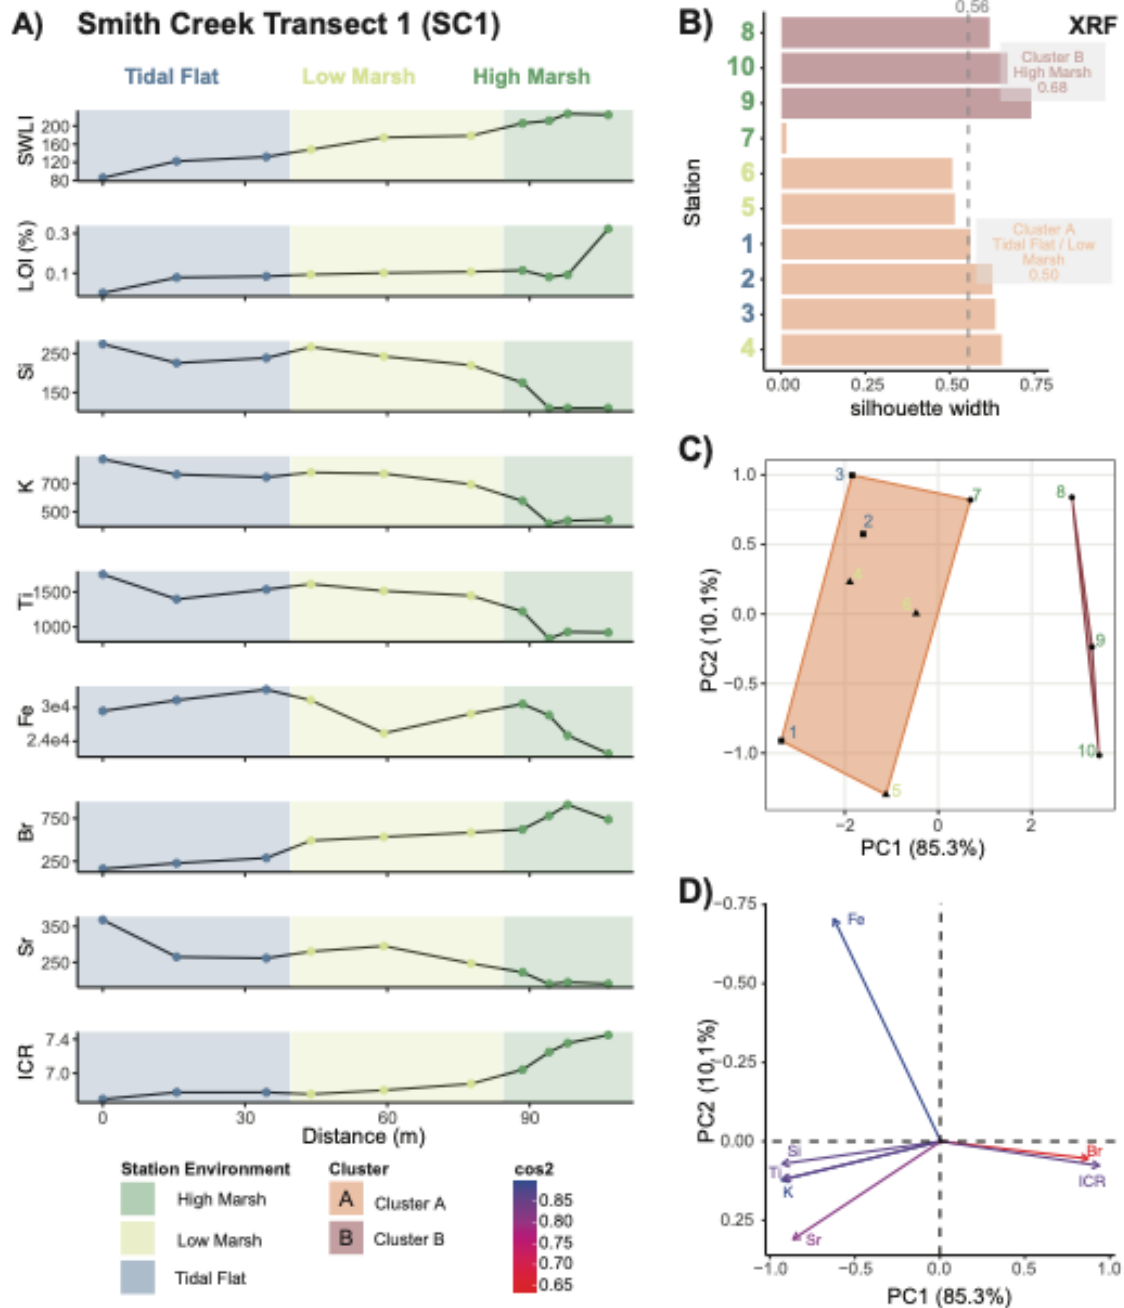 A) Smith Creek Transect 1 (SC1)
Tidal Flat Low Marsh High Marsh
SWLI
200
160
120
80
LOI (%)
0.3
0.1
Si
250
150
K
700
500
Ti
1500
1000
Fe
3e4
2.4e4
Br
750
250
Sr
350
250
ICR
7.4
7.0
0 30 60 90
Distance (m)
Station Environment
High Marsh
Low Marsh
Tidal Flat
Cluster
A Cluster A
B Cluster B
cos2
0.85
0.80
0.75
0.70
0.65
B)
0.56
XRF
Station
8
10
9
7
6
5
1
2
3
4
Cluster B
High Marsh
0.68
Cluster A
Tidal Flat / Low
Marsh
0.50
0.00 0.25 0.50 0.75
silhouette width
C)
PC2 (10.1%)
1.0
0.5
0.0
−0.5
−1.0
3
7
8
2
4
6
9
1
10
5
−2 0 2
PC1 (85.3%)
D)
PC2 (10.1%)
−0.75
−0.50
−0.25
0.00
0.25
Fe
Si
Ti
K
Sr
Br
ICR
−1.0 −0.5 0.0 0.5 1.0
PC1 (85.3%)